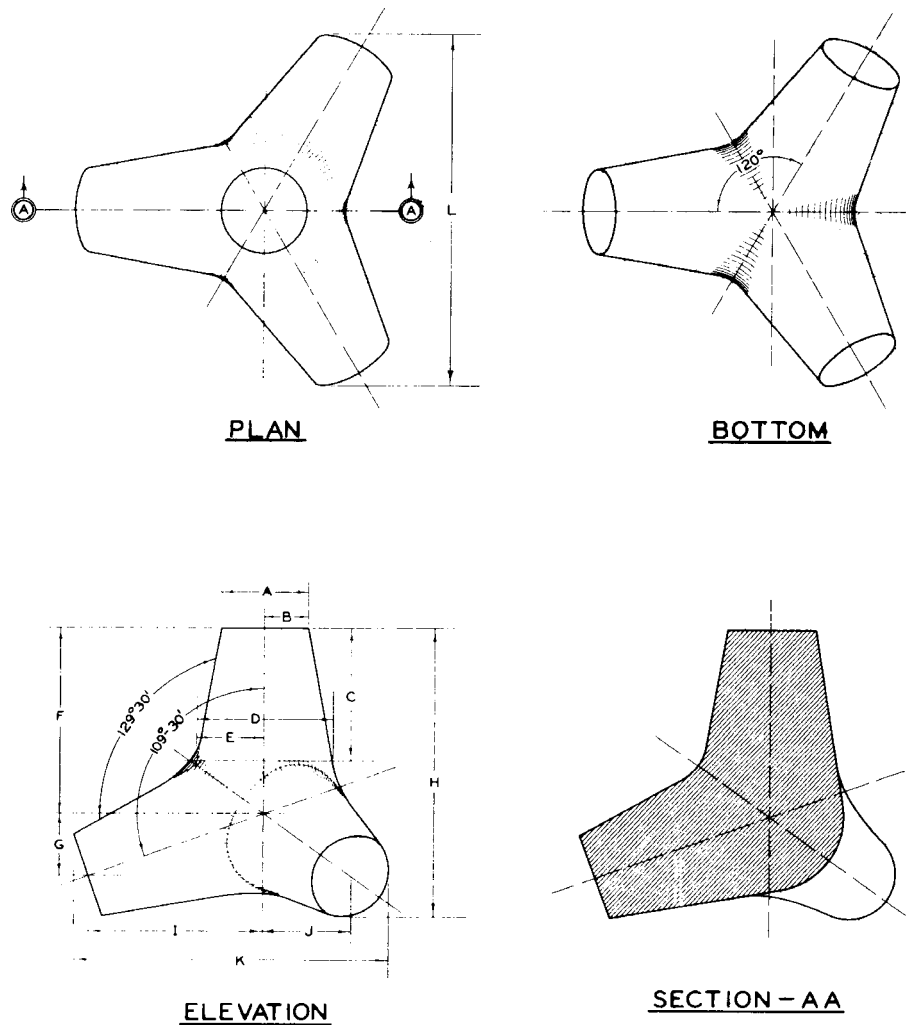 A
A
L
PLAN
120°
BOTTOM
A
B
C
D
E
F
G
H
I
J
K
129°30'
109°-30'
ELEVATION
SECTION-AA